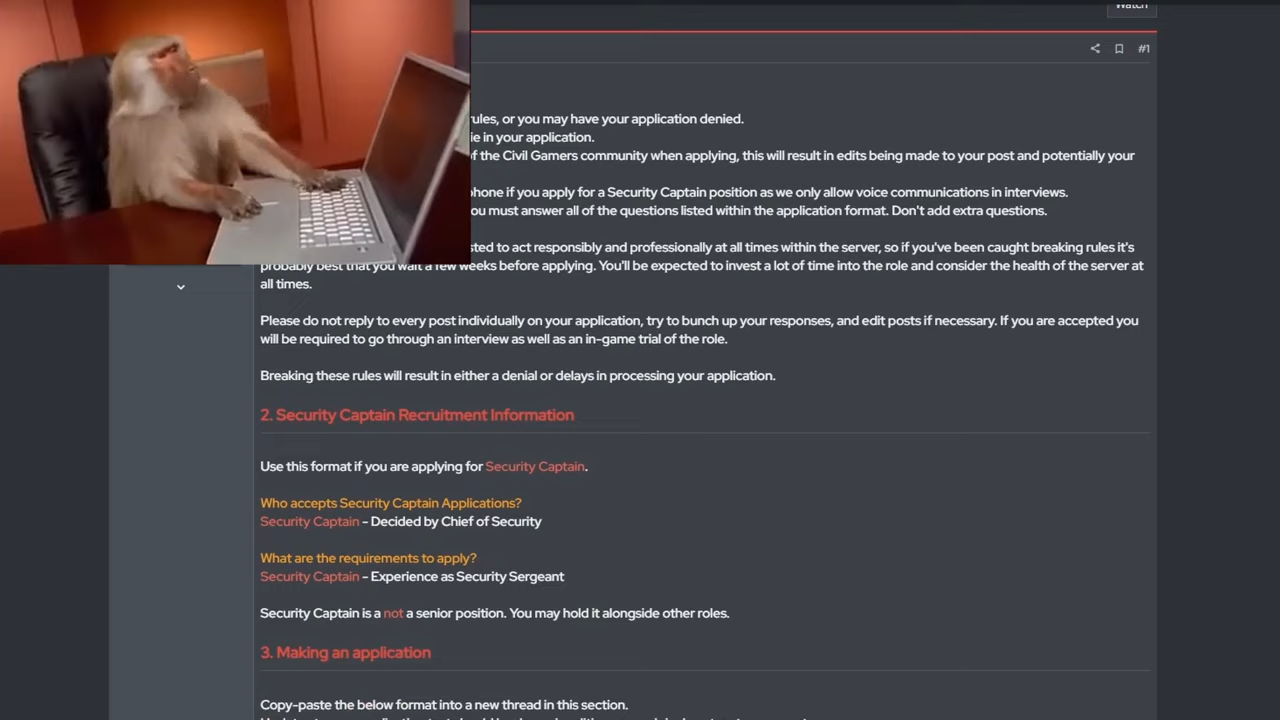 Watch
#1
rules, or you may have your application denied.
ie in your application.
of the Civil Gamers community when applying, this will result in edits being made to your post and potentially your
phone if you apply for a Security Captain position as we only allow voice communications in interviews.
you must answer all of the questions listed within the application format. Don't add extra questions.
sted to act responsibly and professionally at all times within the server, so if you've been caught breaking rules it's
probably best that you wait a few weeks before applying. You'll be expected to invest a lot of time into the role and consider the health of the server at
all times.
Please do not reply to every post individually on your application, try to bunch up your responses, and edit posts if necessary. If you are accepted you
will be required to go through an interview as well as an in-game trial of the role.
Breaking these rules will result in either a denial or delays in processing your application.
2. Security Captain Recruitment Information
Use this format if you are applying for Security Captain.
Who accepts Security Captain Applications?
Security Captain - Decided by Chief of Security
What are the requirements to apply?
Security Captain - Experience as Security Sergeant
Security Captain is a not a senior position. You may hold it alongside other roles.
3. Making an application
Copy-paste the below format into a new thread in this section.